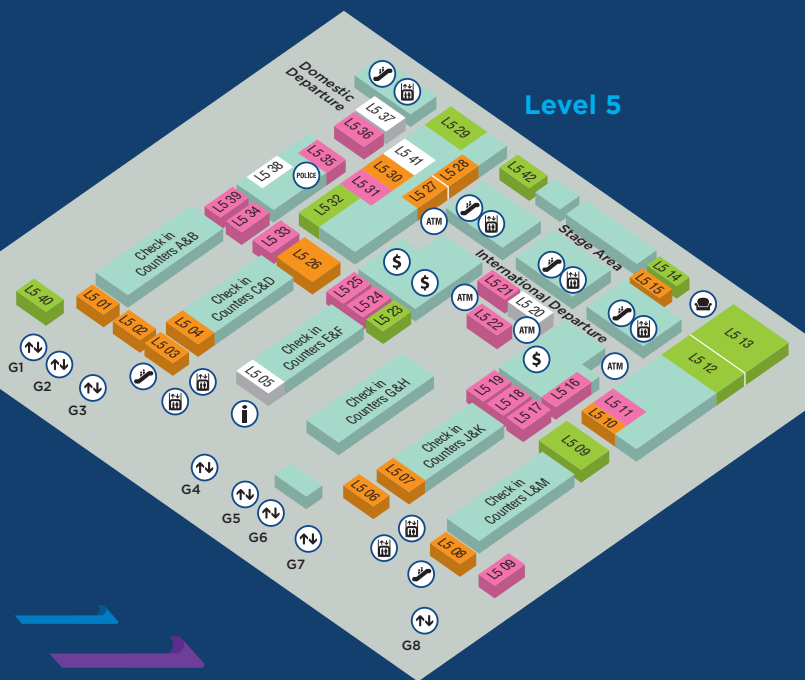 Level 5
Domestic
Departure
L5 37
L5 36
L5 29
L5 41
L5 35
L5 38
POLICE
L5 30
L5 28
L5 31
L5 27
L5 42
L5 32
L5 39
L5 34
ATM
L5 33
L5 26
Check in
Counters A&B
Stage Area
International Departure
$
$
L5 14
L5 15
L5 25
L5 24
L5 23
L5 21
L5 20
L5 22
ATM
ATM
L5 40
L5 01
L5 02
L5 03
L5 04
Check in
Counters C&D
Check in
Counters E&F
L5 05
L5 13
L5 12
$
ATM
G1
G2
G3
i
Check in
Counters G&H
L5 19
L5 18
L5 17
L5 16
L5 11
L5 10
Check in
Counters J&K
L5 09
L5 07
L5 06
Check in
Counters L&M
G4
G5
G6
G7
L5 08
L5 09
G8